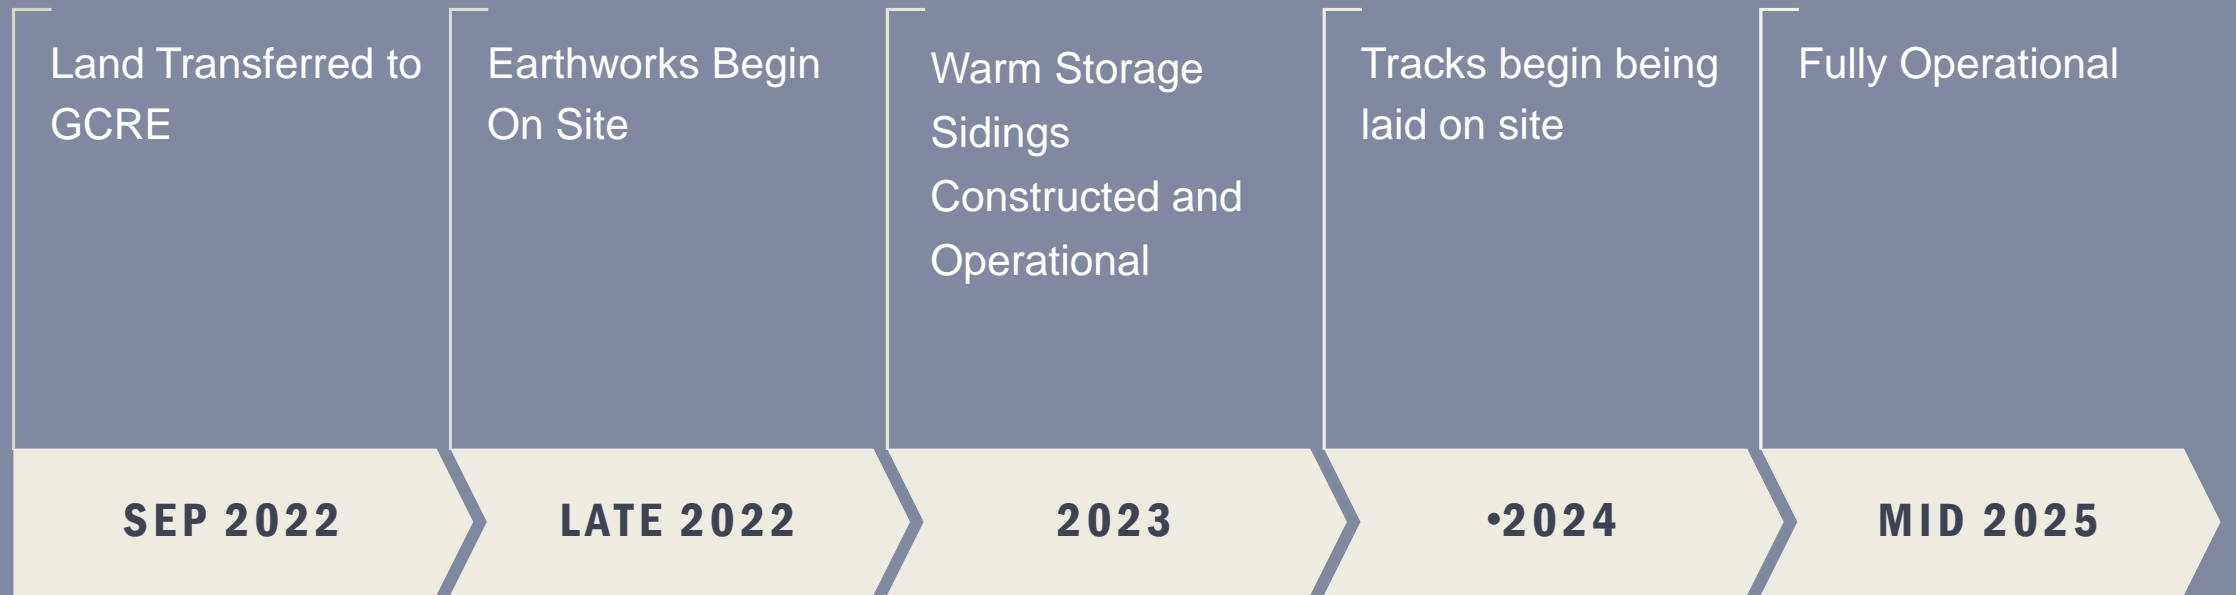 Land Transferred to
GCRE
Earthworks Begin
On Site
Warm Storage
Sidings
Constructed and
Operational
Tracks begin being
laid on site
Fully Operational
SEP 2022
LATE 2022
2023
•2024
MID 2025